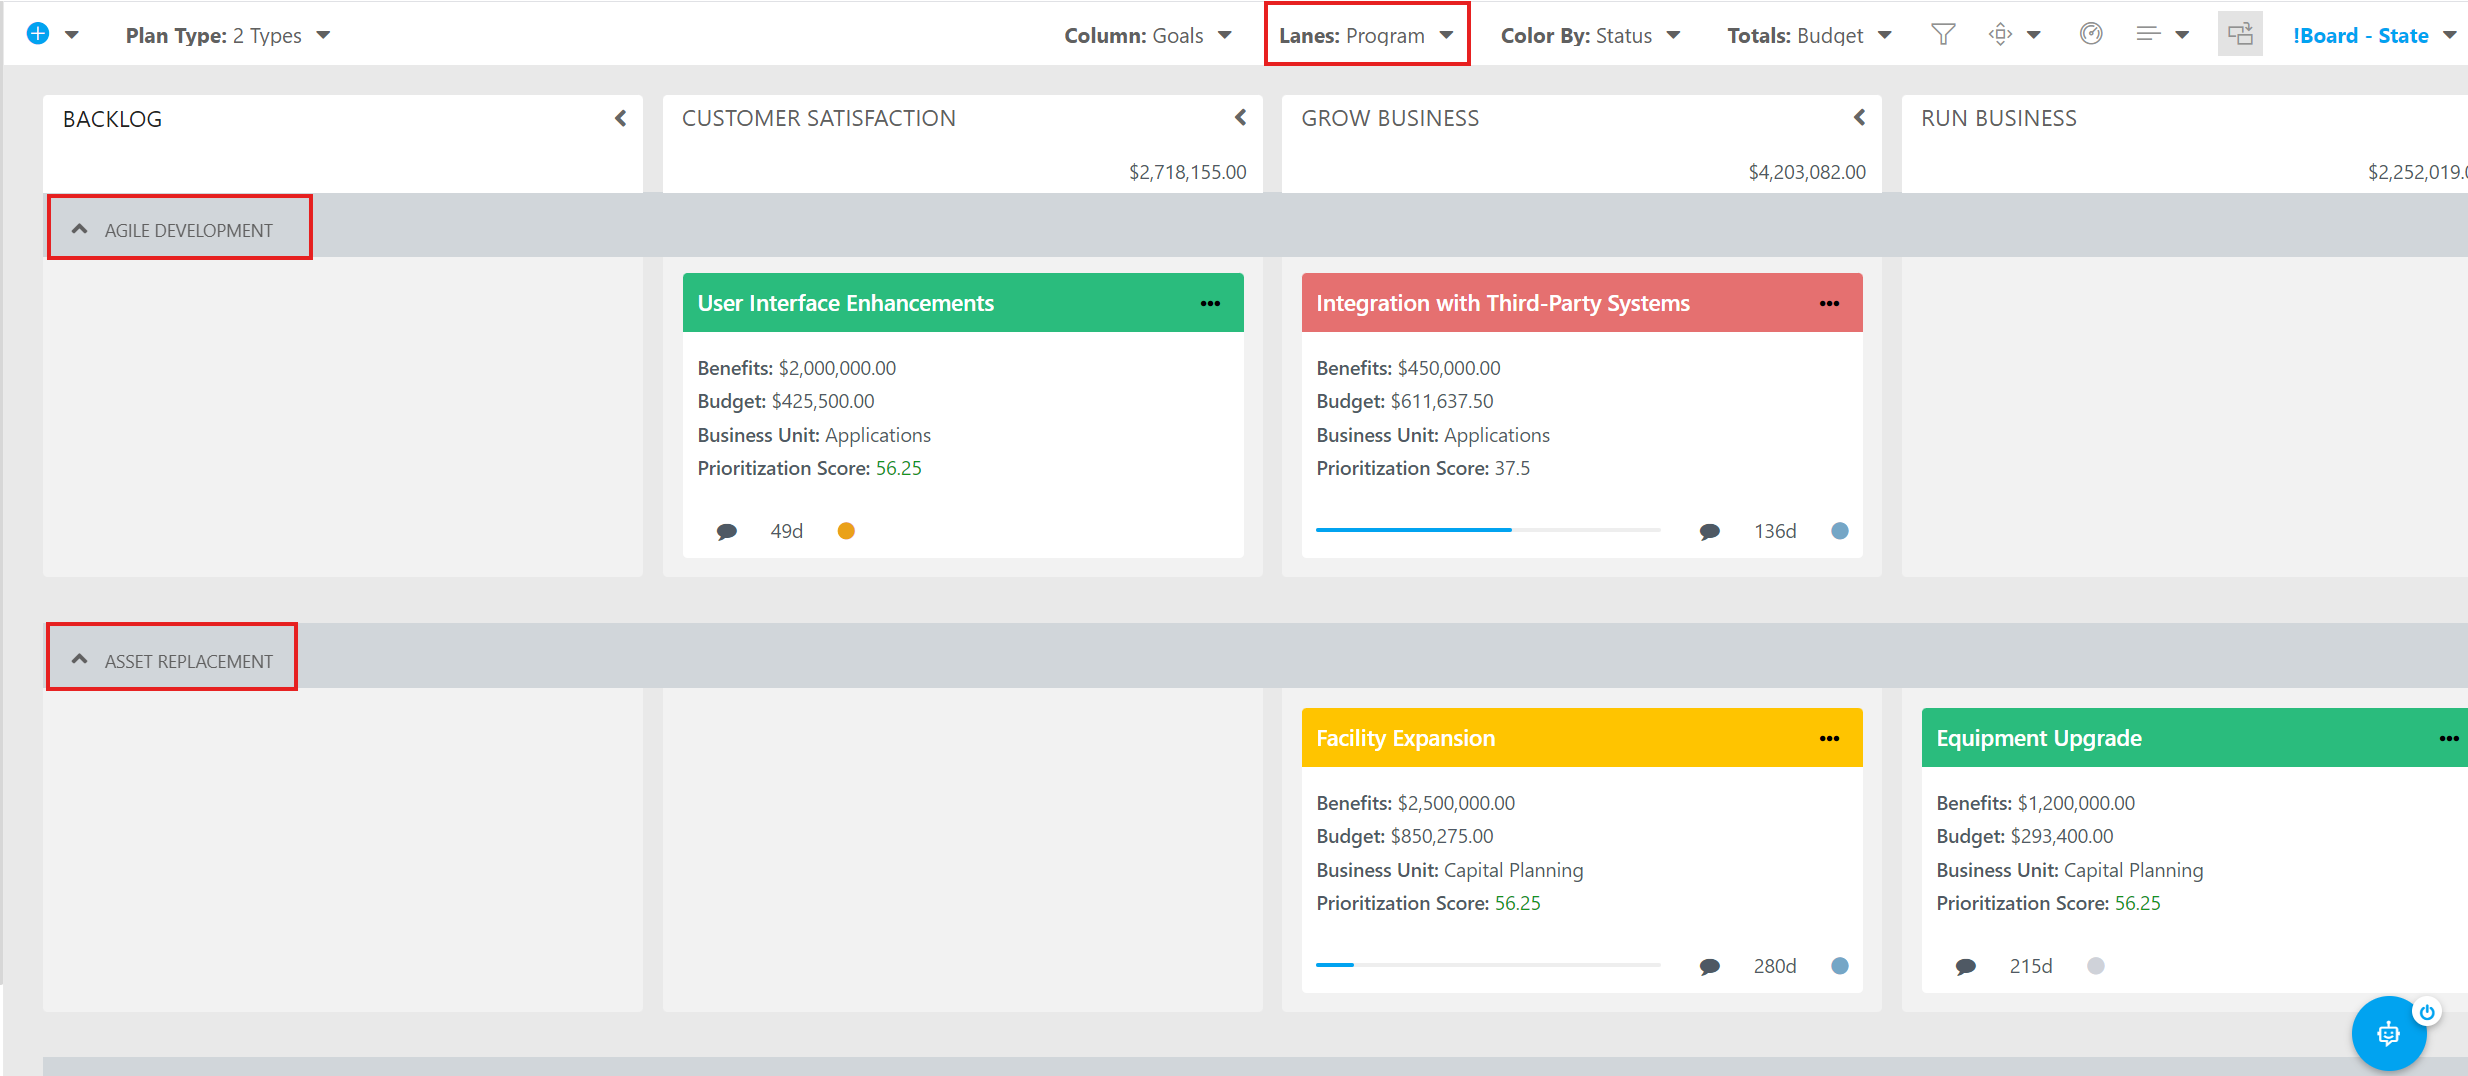 Plan Type: 2 Types
Column: Goals
Lanes: Program
Color By: Status
Totals: Budget
!Board - State
BACKLOG
CUSTOMER SATISFACTION
$2,718,155.00
GROW BUSINESS
$4,203,082.00
RUN BUSINESS
$2,252,019.0
AGILE DEVELOPMENT
User Interface Enhancements
Benefits: $2,000,000.00
Budget: $425,500.00
Business Unit: Applications
Prioritization Score: 56.25
49d
Integration with Third-Party Systems
Benefits: $450,000.00
Budget: $611,637.50
Business Unit: Applications
Prioritization Score: 37.5
136d
ASSET REPLACEMENT
Facility Expansion
Benefits: $2,500,000.00
Budget: $850,275.00
Business Unit: Capital Planning
Prioritization Score: 56.25
280d
Equipment Upgrade
Benefits: $1,200,000.00
Budget: $293,400.00
Business Unit: Capital Planning
Prioritization Score: 56.25
215d